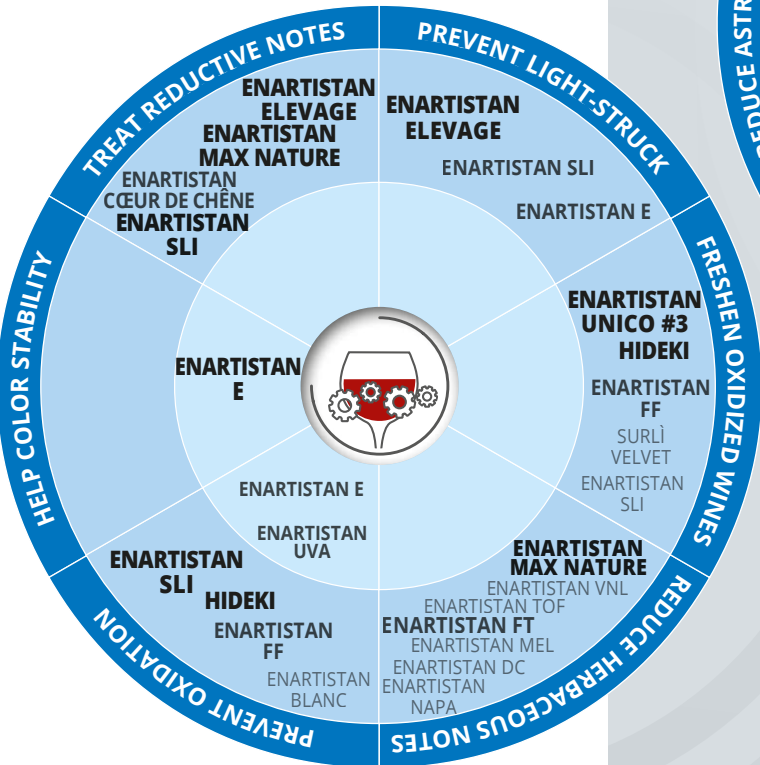 TREAT REDUCTIVE NOTES
ENARTISTAN
ELEVAGE
ENARTISTAN
MAX NATURE
ENARTISTAN
CŒUR DE CHÊNE
ENARTISTAN
SLI
PREVENT LIGHT-STRUCK
ENARTISTAN
ELEVAGE
ENARTISTAN SLI
ENARTISTAN E
FRESHEN OXIDIZED WINES
ENARTISTAN
UNICO #3
HIDEKI
ENARTISTAN
FF
SURLÌ
VELVET
ENARTISTAN
SLI
REDUCE HERBACEOUS NOTES
ENARTISTAN
MAX NATURE
ENARTISTAN VNL
ENARTISTAN TOF
ENARTISTAN FT
ENARTISTAN MEL
ENARTISTAN DC
ENARTISTAN
NAPA
PREVENT OXIDATION
ENARTISTAN E
ENARTISTAN
UVA
ENARTISTAN
SLI
HIDEKI
ENARTISTAN
FF
ENARTISTAN
BLANC
HELP COLOR STABILITY
ENARTISTAN
E